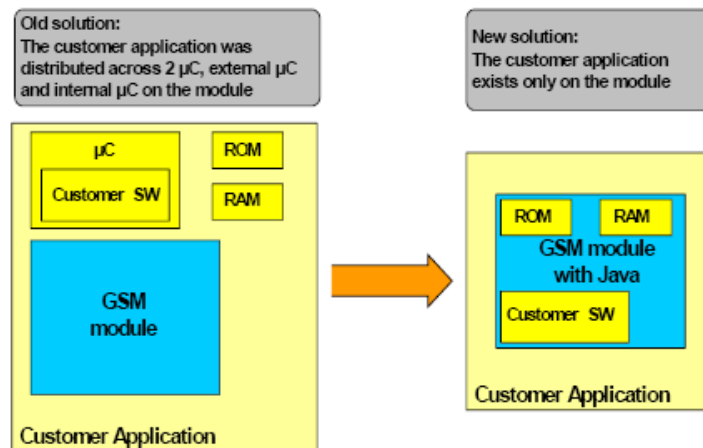 Old solution:
The customer application was
distributed across 2 µC, external µC
and internal µC on the module
New solution:
The customer application
exists only on the module
µC
Customer SW
ROM
RAM
GSM
module
Customer Application
ROM
RAM
GSM module
with Java
Customer SW
Customer Application